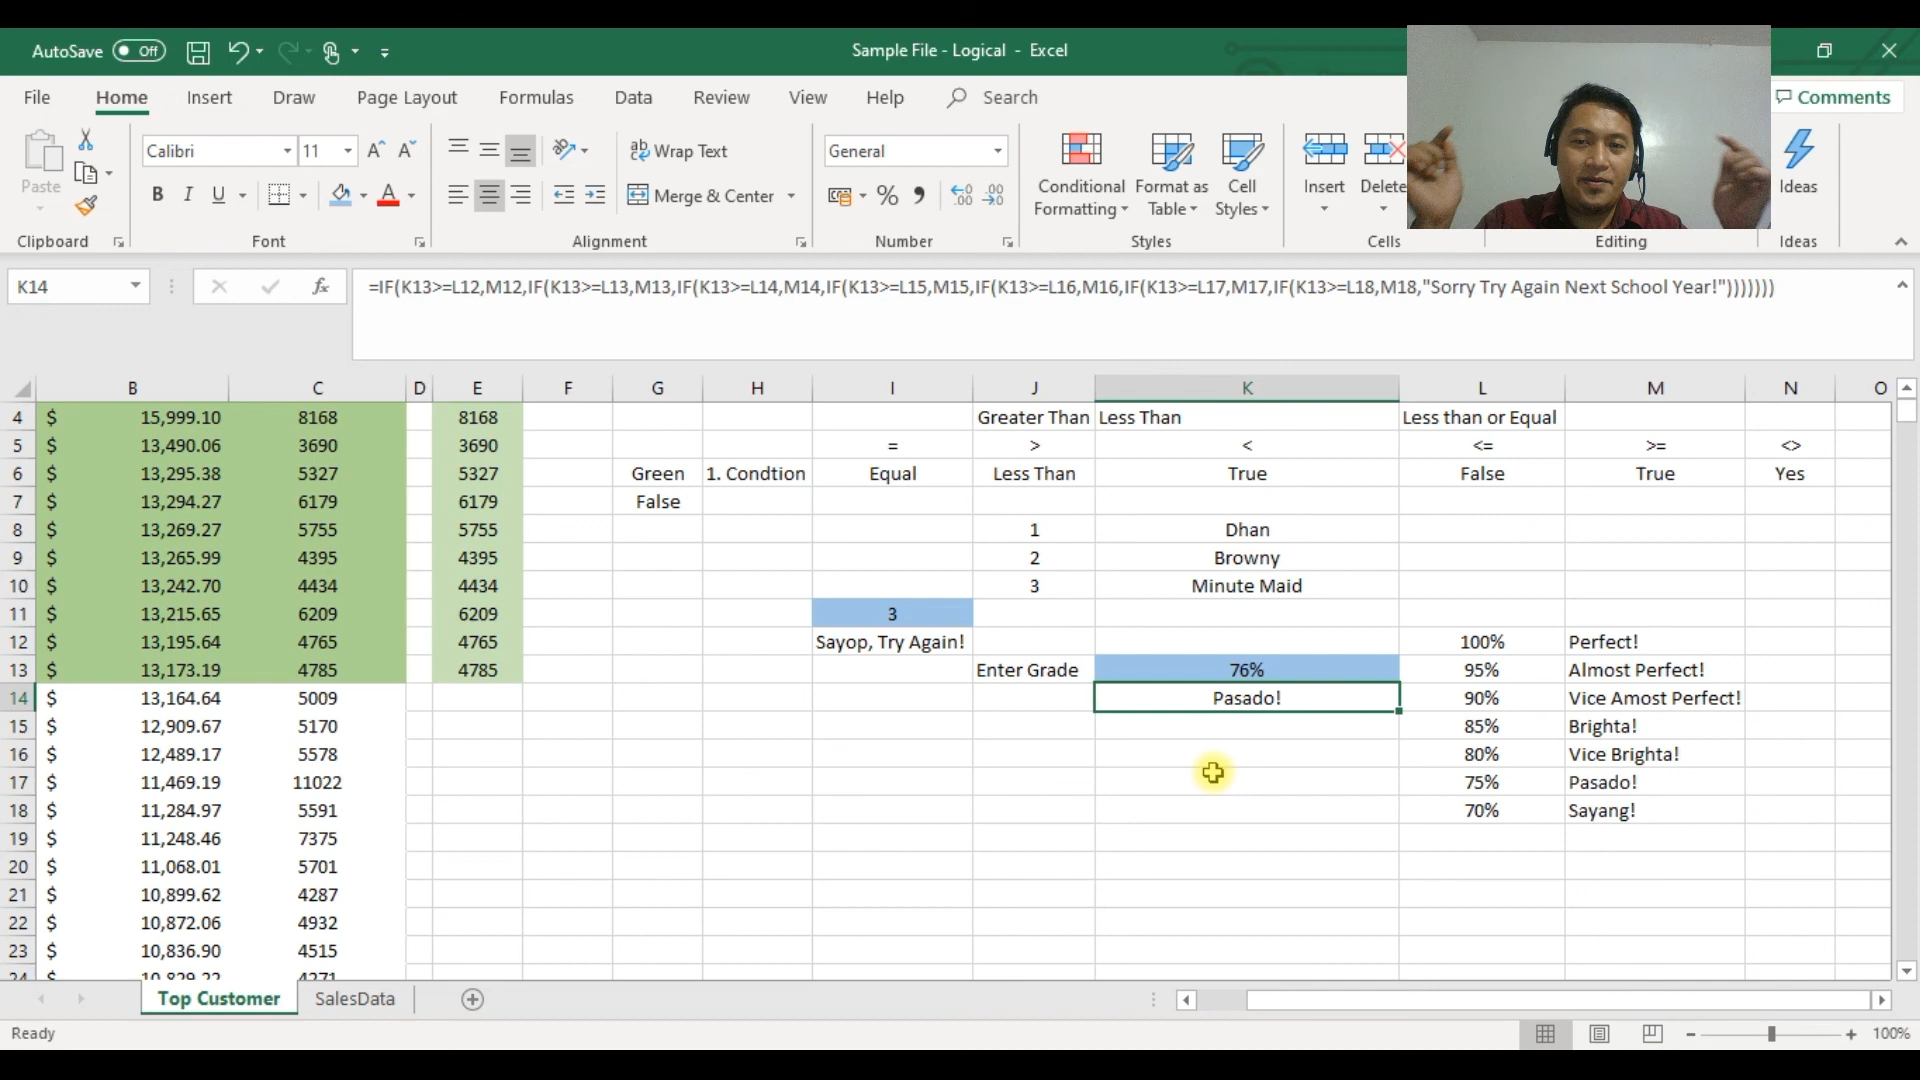 AutoSave Off
Sample File - Logical - Excel
File Home Insert Draw Page Layout Formulas Data Review View Help Search Comments
Paste
Calibri 11
Wrap Text
General
Merge & Center
Conditional Formatting
Format as Table
Cell Styles
Insert
Delete
Ideas
Clipboard Font Alignment Number Styles Cells Editing Ideas
K14
=IF(K13>=L12,M12,IF(K13>=L13,M13,IF(K13>=L14,M14,IF(K13>=L15,M15,IF(K13>=L16,M16,IF(K13>=L17,M17,IF(K13>=L18,M18,"Sorry Try Again Next School Year!")))))))
B C D E F G H I J K L M N O
4 $ 15,999.10 8168 8168 Greater Than Less Than Less than or Equal
5 $ 13,490.06 3690 3690 = > < <= >= <>
6 $ 13,295.38 5327 5327 Green 1. Condtion Equal Less Than True False True Yes
7 $ 13,294.27 6179 6179 False
8 $ 13,269.27 5755 5755 1 Dhan
9 $ 13,265.99 4395 4395 2 Browny
10 $ 13,242.70 4434 4434 3 Minute Maid
11 $ 13,215.65 6209 6209 3
12 $ 13,195.64 4765 4765 Sayop, Try Again! 100% Perfect!
13 $ 13,173.19 4785 4785 Enter Grade 76% 95% Almost Perfect!
14 $ 13,164.64 5009 Pasado! 90% Vice Amost Perfect!
15 $ 12,909.67 5170 85% Brighta!
16 $ 12,489.17 5578 80% Vice Brighta!
17 $ 11,469.19 11022 75% Pasado!
18 $ 11,284.97 5591 70% Sayang!
19 $ 11,248.46 7375
20 $ 11,068.01 5701
21 $ 10,899.62 4287
22 $ 10,872.06 4932
23 $ 10,836.90 4515
24 $ 10,829.22 4271
Top Customer SalesData
Ready 100%